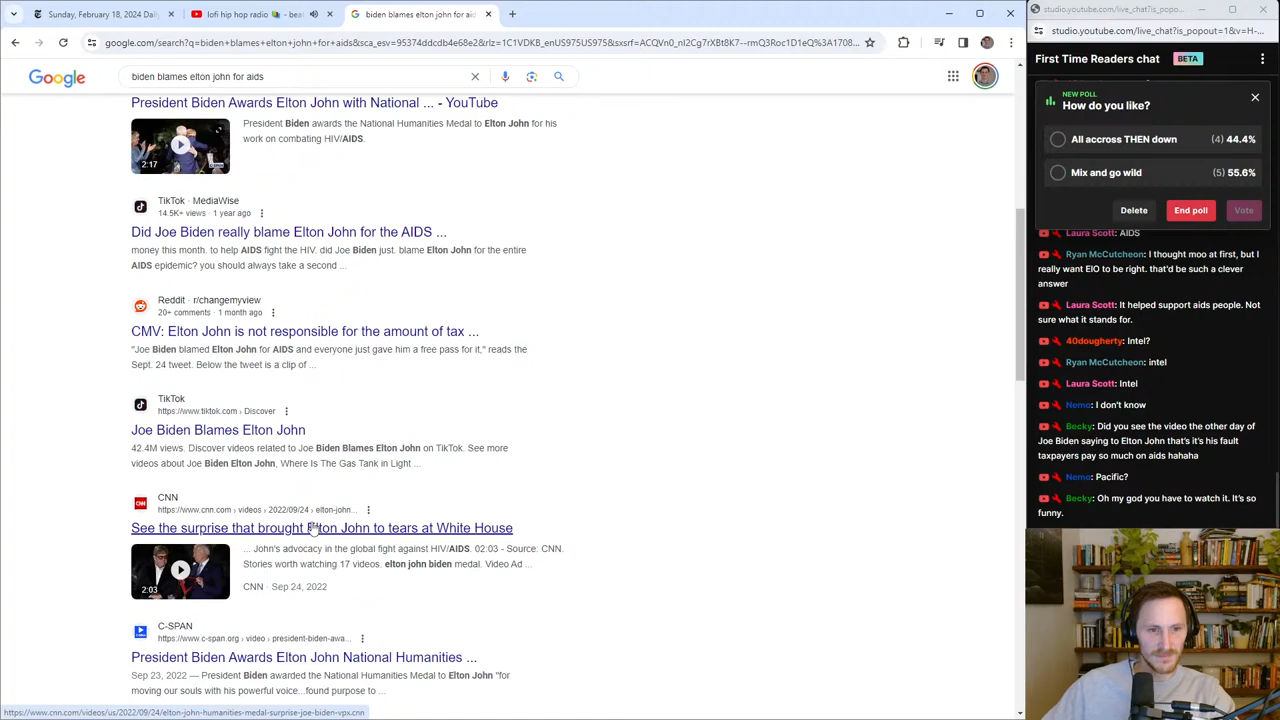 Sunday, February 18, 2024 Daily
lofi hip hop radio - beat
biden blames elton john for aids
google.com/search?q=biden+blames+elton+john+for+aids&sca_esv=95374ddcdb4e68e2&rlz=1C1VDKB_enUS975US975&sxsrf=
biden blames elton john for aids
Google
President Biden Awards Elton John with National ... - YouTube
President Biden awards the National Humanities Medal to Elton John for his
work on combating HIV/AIDS.
2:17
TikTok · MediaWise
14.5K+ views · 1 year ago
Did Joe Biden really blame Elton John for the AIDS ...
money this month. to help AIDS fight the HIV. did Joe Biden just. blame Elton John for the entire
AIDS epidemic? you should always take a second ...
Reddit · r/changemyview
20+ comments · 1 month ago
CMV: Elton John is not responsible for the amount of tax ...
"Joe Biden blamed Elton John for AIDS and everyone just gave him a free pass for it," reads the
Sept. 24 tweet. Below the tweet is a clip of ...
TikTok
https://www.tiktok.com › Discover
Joe Biden Blames Elton John
42.4M views. Discover videos related to Joe Biden Blames Elton John on TikTok. See more
videos about Joe Biden Elton John, Where Is The Gas Tank in Light ...
CNN
https://www.cnn.com › videos › 2022/09/24 › elton-john...
See the surprise that brought Elton John to tears at White House
... John's advocacy in the global fight against HIV/AIDS. 02:03 - Source: CNN.
Stories worth watching 17 videos. elton john biden medal. Video Ad ...
2:03
CNN · Sep 24, 2022
C-SPAN
https://www.c-span.org › video › president-biden-awa...
President Biden Awards Elton John National Humanities ...
Sep 23, 2022 — President Biden awarded the National Humanities Medal to Elton John "for
moving our souls with his powerful voice...found purpose to ...
https://www.cnn.com/videos/us/2022/09/24/elton-john-humanities-medal-surprise-joe-biden-vpx.cnn
studio.youtube.com/live_chat?is_popo...
studio.youtube.com/live_chat?is_popout=1&v=H-
First Time Readers chat BETA
NEW POLL
How do you like?
All accross THEN down (4) 44.4%
Mix and go wild (5) 55.6%
Delete End poll Vote
Laura Scott: AIDS
Ryan McCutcheon: I thought moo at first, but I
really want EIO to be right. that'd be such a clever
answer
Laura Scott: It helped support aids people. Not
sure what it stands for.
40dougherty: Intel?
Ryan McCutcheon: intel
Laura Scott: Intel
Nemo: I don't know
Becky: Did you see the video the other day of
Joe Biden saying to Elton John that's it's his fault
taxpayers pay so much on aids hahaha
Nemo: Pacific?
Becky: Oh my god you have to watch it. It's so
funny.